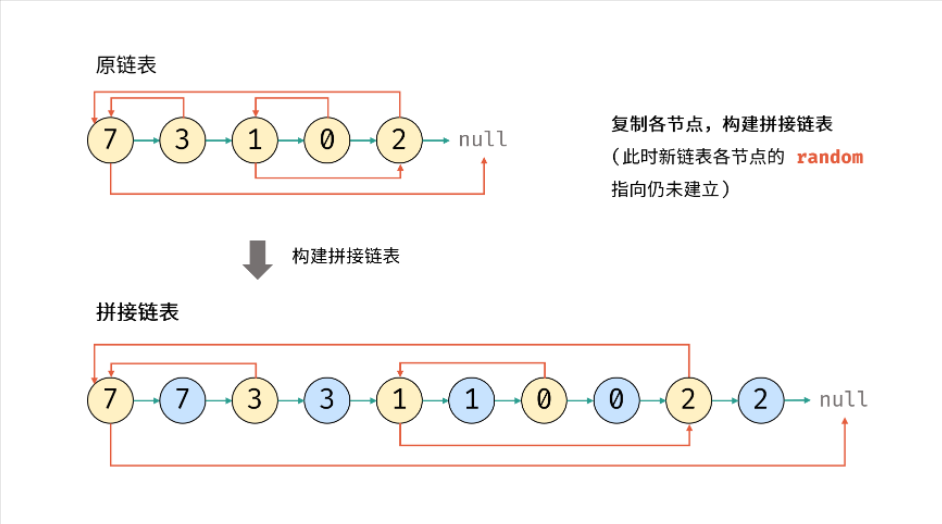 原链表
7 3 1 0 2 null
复制各节点，构建拼接链表
(此时新链表各节点的 random
指向仍未建立)
构建拼接链表
拼接链表
7 7 3 3 1 1 0 0 2 2 null